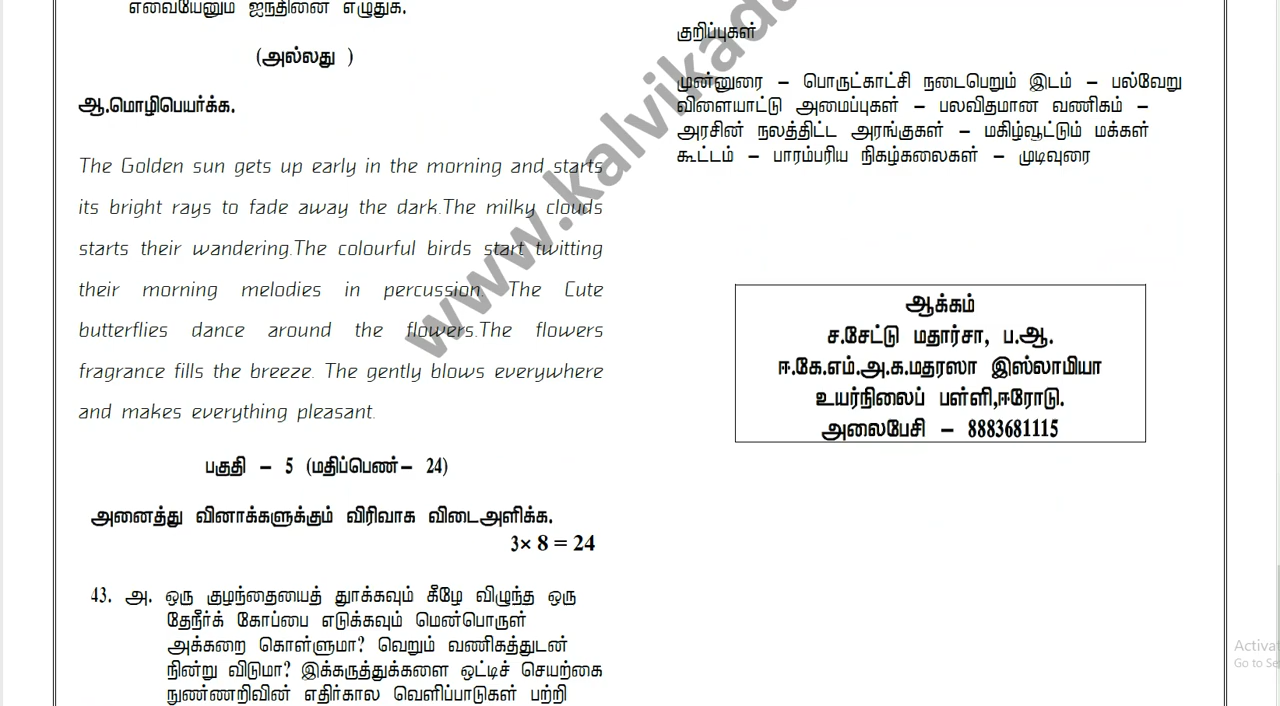 எவையேனும் ஐந்தினை எழுதுக.
(அல்லது )
ஆ.மொழிபெயர்க்க.
The Golden sun gets up early in the morning and starts
its bright rays to fade away the dark.The milky clouds
starts their wandering.The colourful birds start twitting
their morning melodies in percussion. The Cute
butterflies dance around the flowers.The flowers
fragrance fills the breeze. The gently blows everywhere
and makes everything pleasant.
பகுதி – 5 (மதிப்பெண்– 24)
அனைத்து வினாக்களுக்கும் விரிவாக விடைஅளிக்க.
3× 8 = 24
43. அ. ஒரு குழந்தையைத் தூக்கவும் கீழே விழுந்த ஒரு
தேநீர்க் கோப்பை எடுக்கவும் மென்பொருள்
அக்கறை கொள்ளுமா? வெறும் வணிகத்துடன்
நின்று விடுமா? இக்கருத்துக்களை ஒட்டிச் செயற்கை
நுண்ணறிவின் எதிர்கால வெளிப்பாடுகள் பற்றி
குறிப்புகள்
முன்னுரை – பொருட்காட்சி நடைபெறும் இடம் – பல்வேறு
விளையாட்டு அமைப்புகள் – பலவிதமான வணிகம் –
அரசின் நலத்திட்ட அரங்குகள் – மகிழ்வூட்டும் மக்கள்
கூட்டம் – பாரம்பரிய நிகழ்கலைகள் – முடிவுரை
ஆக்கம்
ச.சேட்டு மதார்சா, ப.ஆ.
ஈ.கே.எம்.அ.க.மதரஸா இஸ்லாமியா
உயர்நிலைப் பள்ளி,ஈரோடு.
அலைபேசி – 8883681115
www.kalvikada
Activat
Go to Se